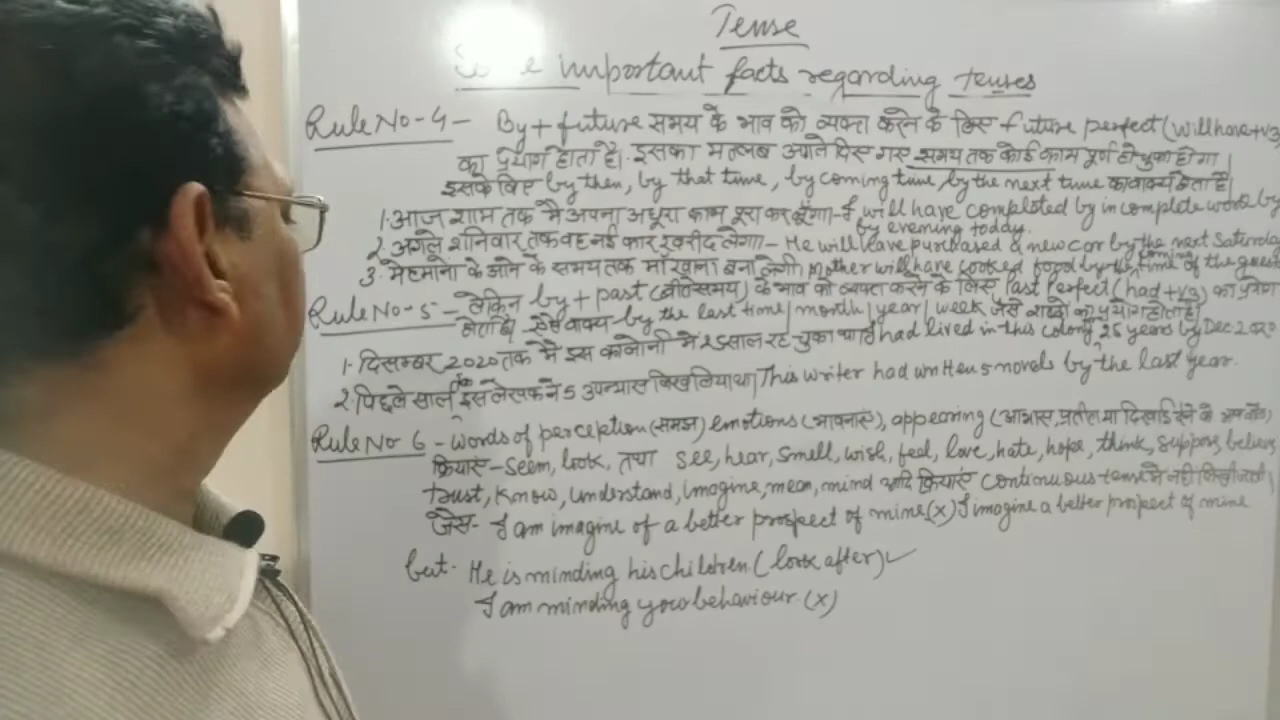 Tense
important facts regarding tenses
Rule No-4- By + future समय के भाव को व्यक्त करने के लिए future perfect (will have + v3
का प्रयोग होता है। इसका मतलब आगे दिए गए समय तक कोई काम पूर्ण हो चुका होगा।
इसके लिए by then, by that time, by coming time by the next time का वाक्य होता है।
1. आज शाम तक मैं अपना अधूरा काम पूरा कर लूँगा- I will have completed by incomplete work by
by evening today.
2. अगले शनिवार तक वह नई कार खरीद लेगा- He will have purchased a new car by the next Saturda
3. मेहमानों के आने के समय तक माँ खाना बना लेगी। Mother will have cooked food by the coming time of the gues
Rule No-5- लेकिन by + past (बीते समय) के भाव को व्यक्त करने के लिए Past Perfect (had + v3) का प्रयोग
होता है। ऐसे वाक्य- by the last time/month/year/week जैसे शब्दों का प्रयोग होता है।
1. दिसम्बर 2020 तक मैं इस कॉलोनी में 25 साल रह चुका था। I had lived in this colony 25 years by Dec 2020
2. पिछले साल तक इस लेखक ने 5 उपन्यास लिख लिया था। This writer had written 5 novels by the last year.
Rule No 6 - words of perception (समझ) emotions (भावनाएं), appearing (आभास, प्रतीत या दिखाई देने के
क्रियाएं- Seem, look, तथा see, hear, smell, wish, feel, love, hate, hope, think, suppose, believe,
trust, know, understand, imagine, mean, mind आदि क्रियाएं continuous tense में नहीं लिखी जाती।
जैसे- I am imagine of a better prospect of mine (x) I imagine a better prospect of mine
but- He is minding his children (look after) ✓
I am minding your behaviour. (x)